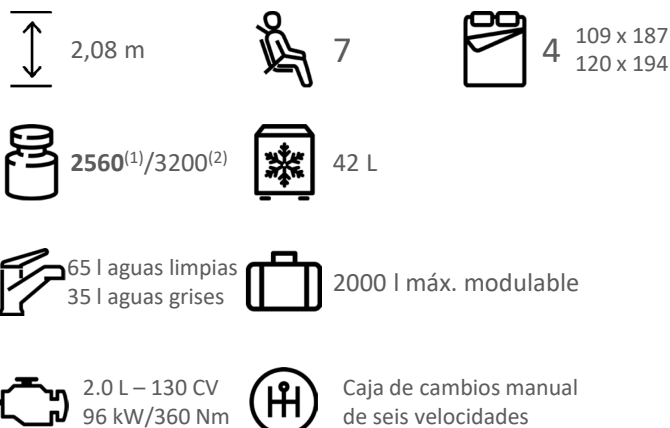 2,08 m
7
4
109 x 187
120 x 194
2560(1)/3200(2)
42 L
65 l aguas limpias
35 l aguas grises
2000 l máx. modulable
2.0 L – 130 CV
96 kW/360 Nm
Caja de cambios manual
de seis velocidades